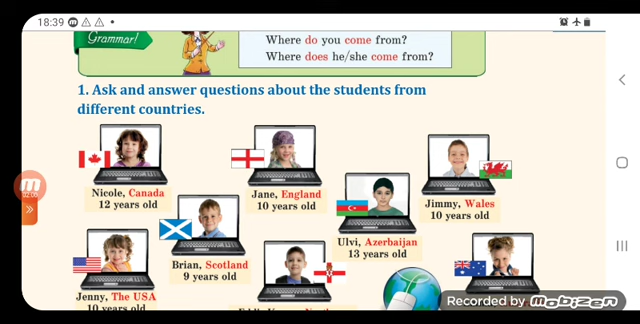 18:39
Grammar!
Where do you come from?
Where does he/she come from?
1. Ask and answer questions about the students from
different countries.
Nicole, Canada
12 years old
Jane, England
10 years old
Jimmy, Wales
10 years old
Brian, Scotland
9 years old
Ulvi, Azerbaijan
13 years old
Jenny, The USA
10 years old
Recorded by Mobizen